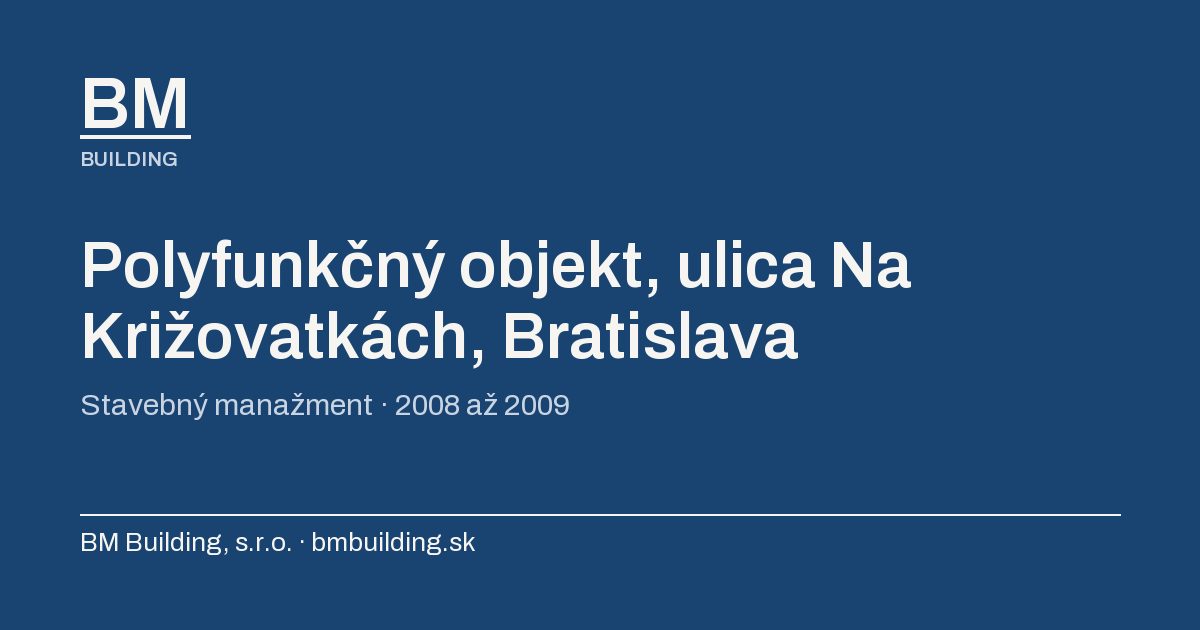 BM
BUILDING
Polyfunkčný objekt, ulica Na
Križovatkách, Bratislava
Stavebný manažment · 2008 až 2009
BM Building, s.r.o. · bmbuilding.sk